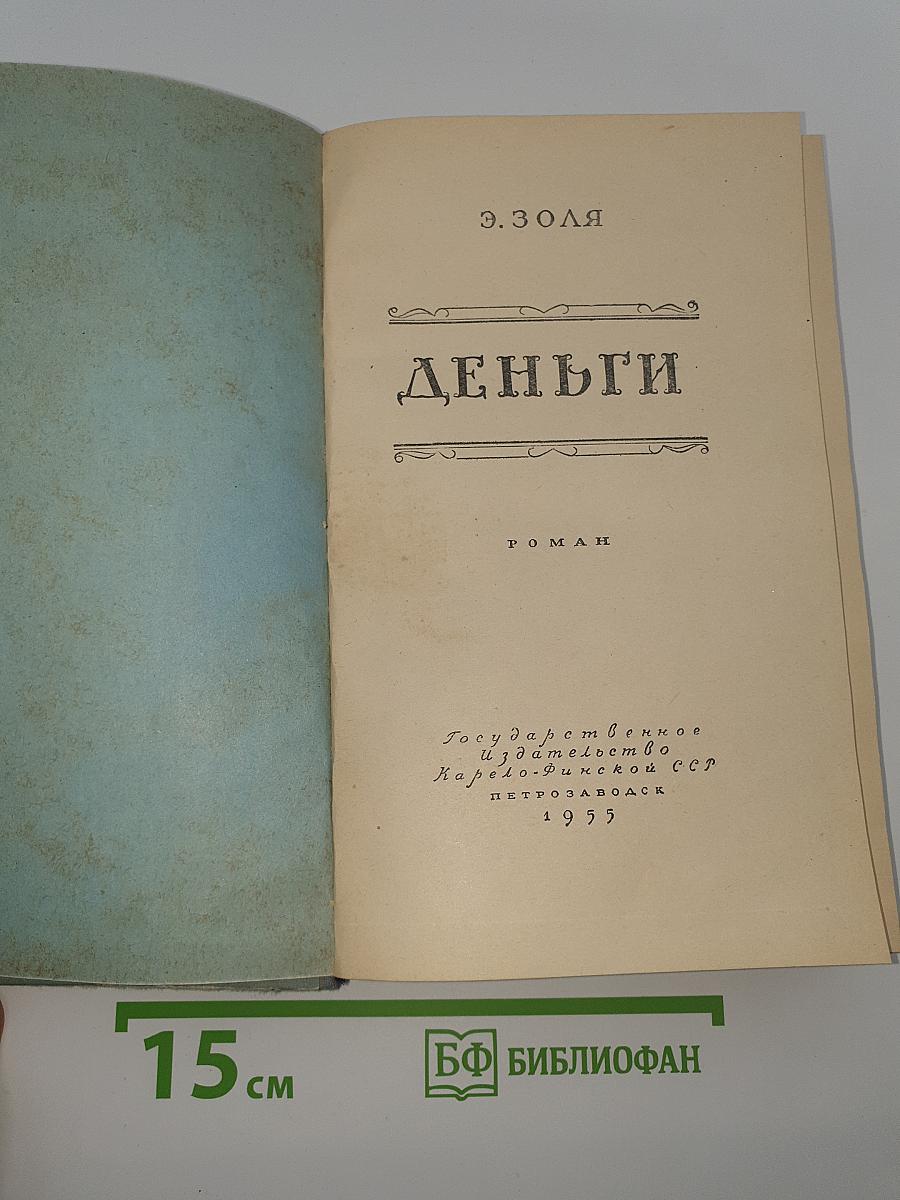 Э. ЗОЛЯ
ДЕНЬГИ
РОМАН
Государственное
Издательство
Карело-Финской ССР
ПЕТРОЗАВОДСК
1955
15 см
БФ БИБЛИОФАН